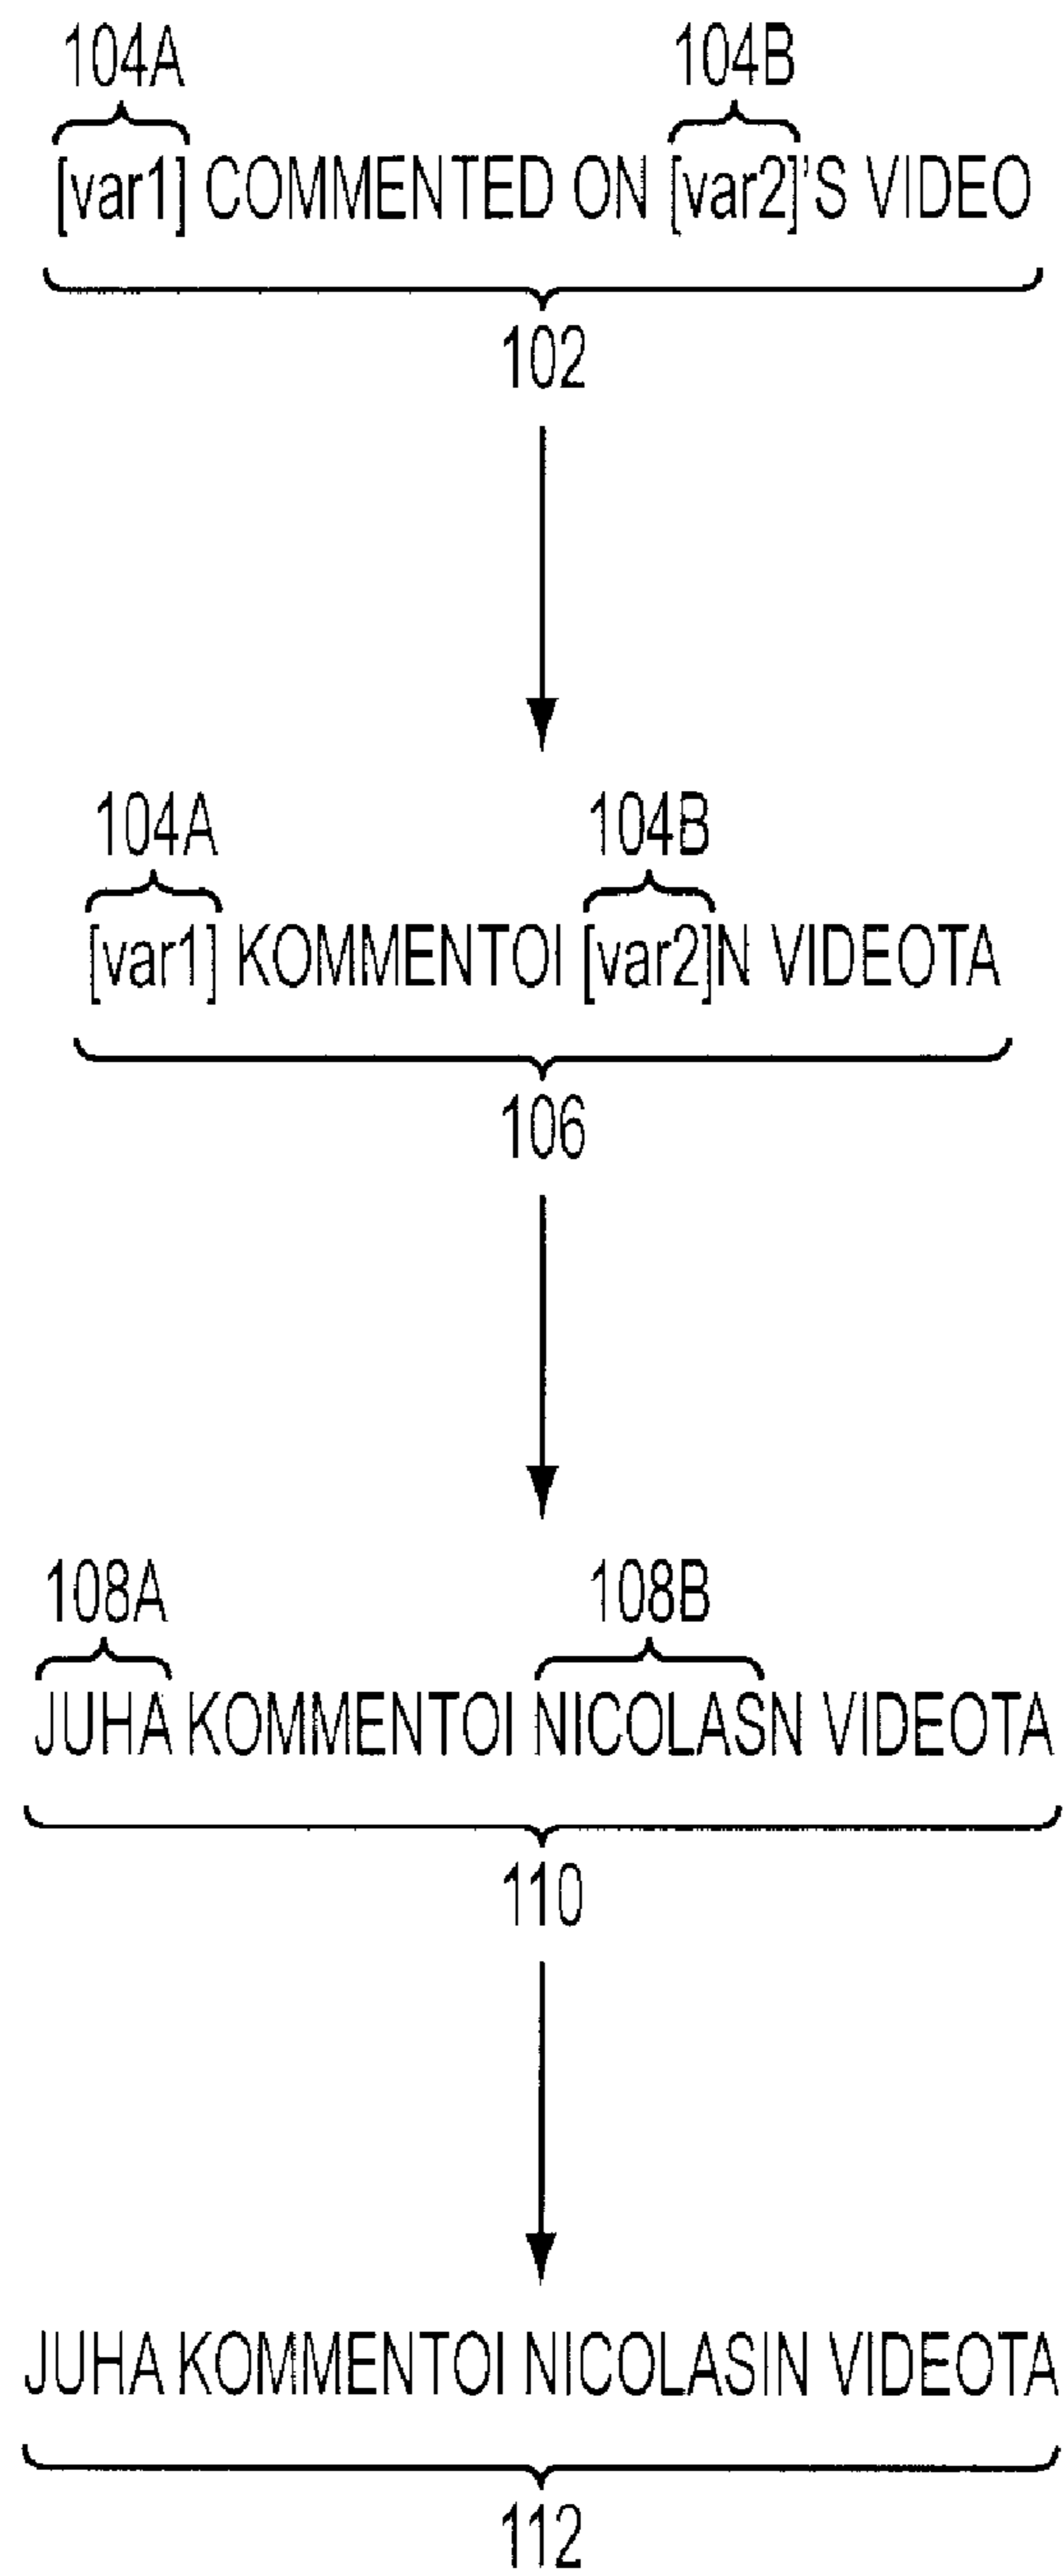 104A 104B
[var1] COMMENTED ON [var2]'S VIDEO
102
104A 104B
[var1] KOMMENTOI [var2]N VIDEOTA
106
108A 108B
JUHA KOMMENTOI NICOLASN VIDEOTA
110
JUHA KOMMENTOI NICOLASIN VIDEOTA
112